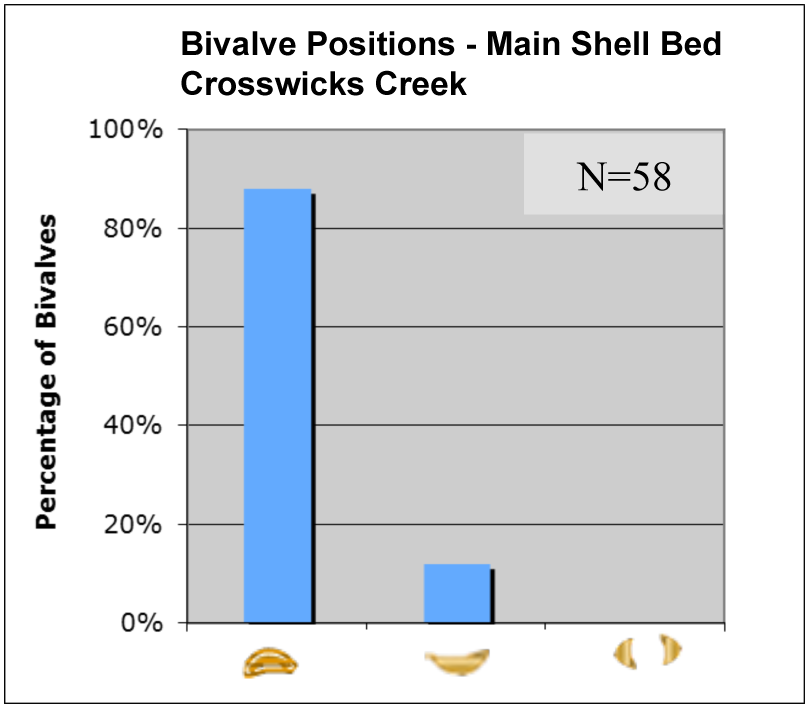 Bivalve Positions - Main Shell Bed
Crosswicks Creek
N=58
Percentage of Bivalves
100%
80%
60%
40%
20%
0%